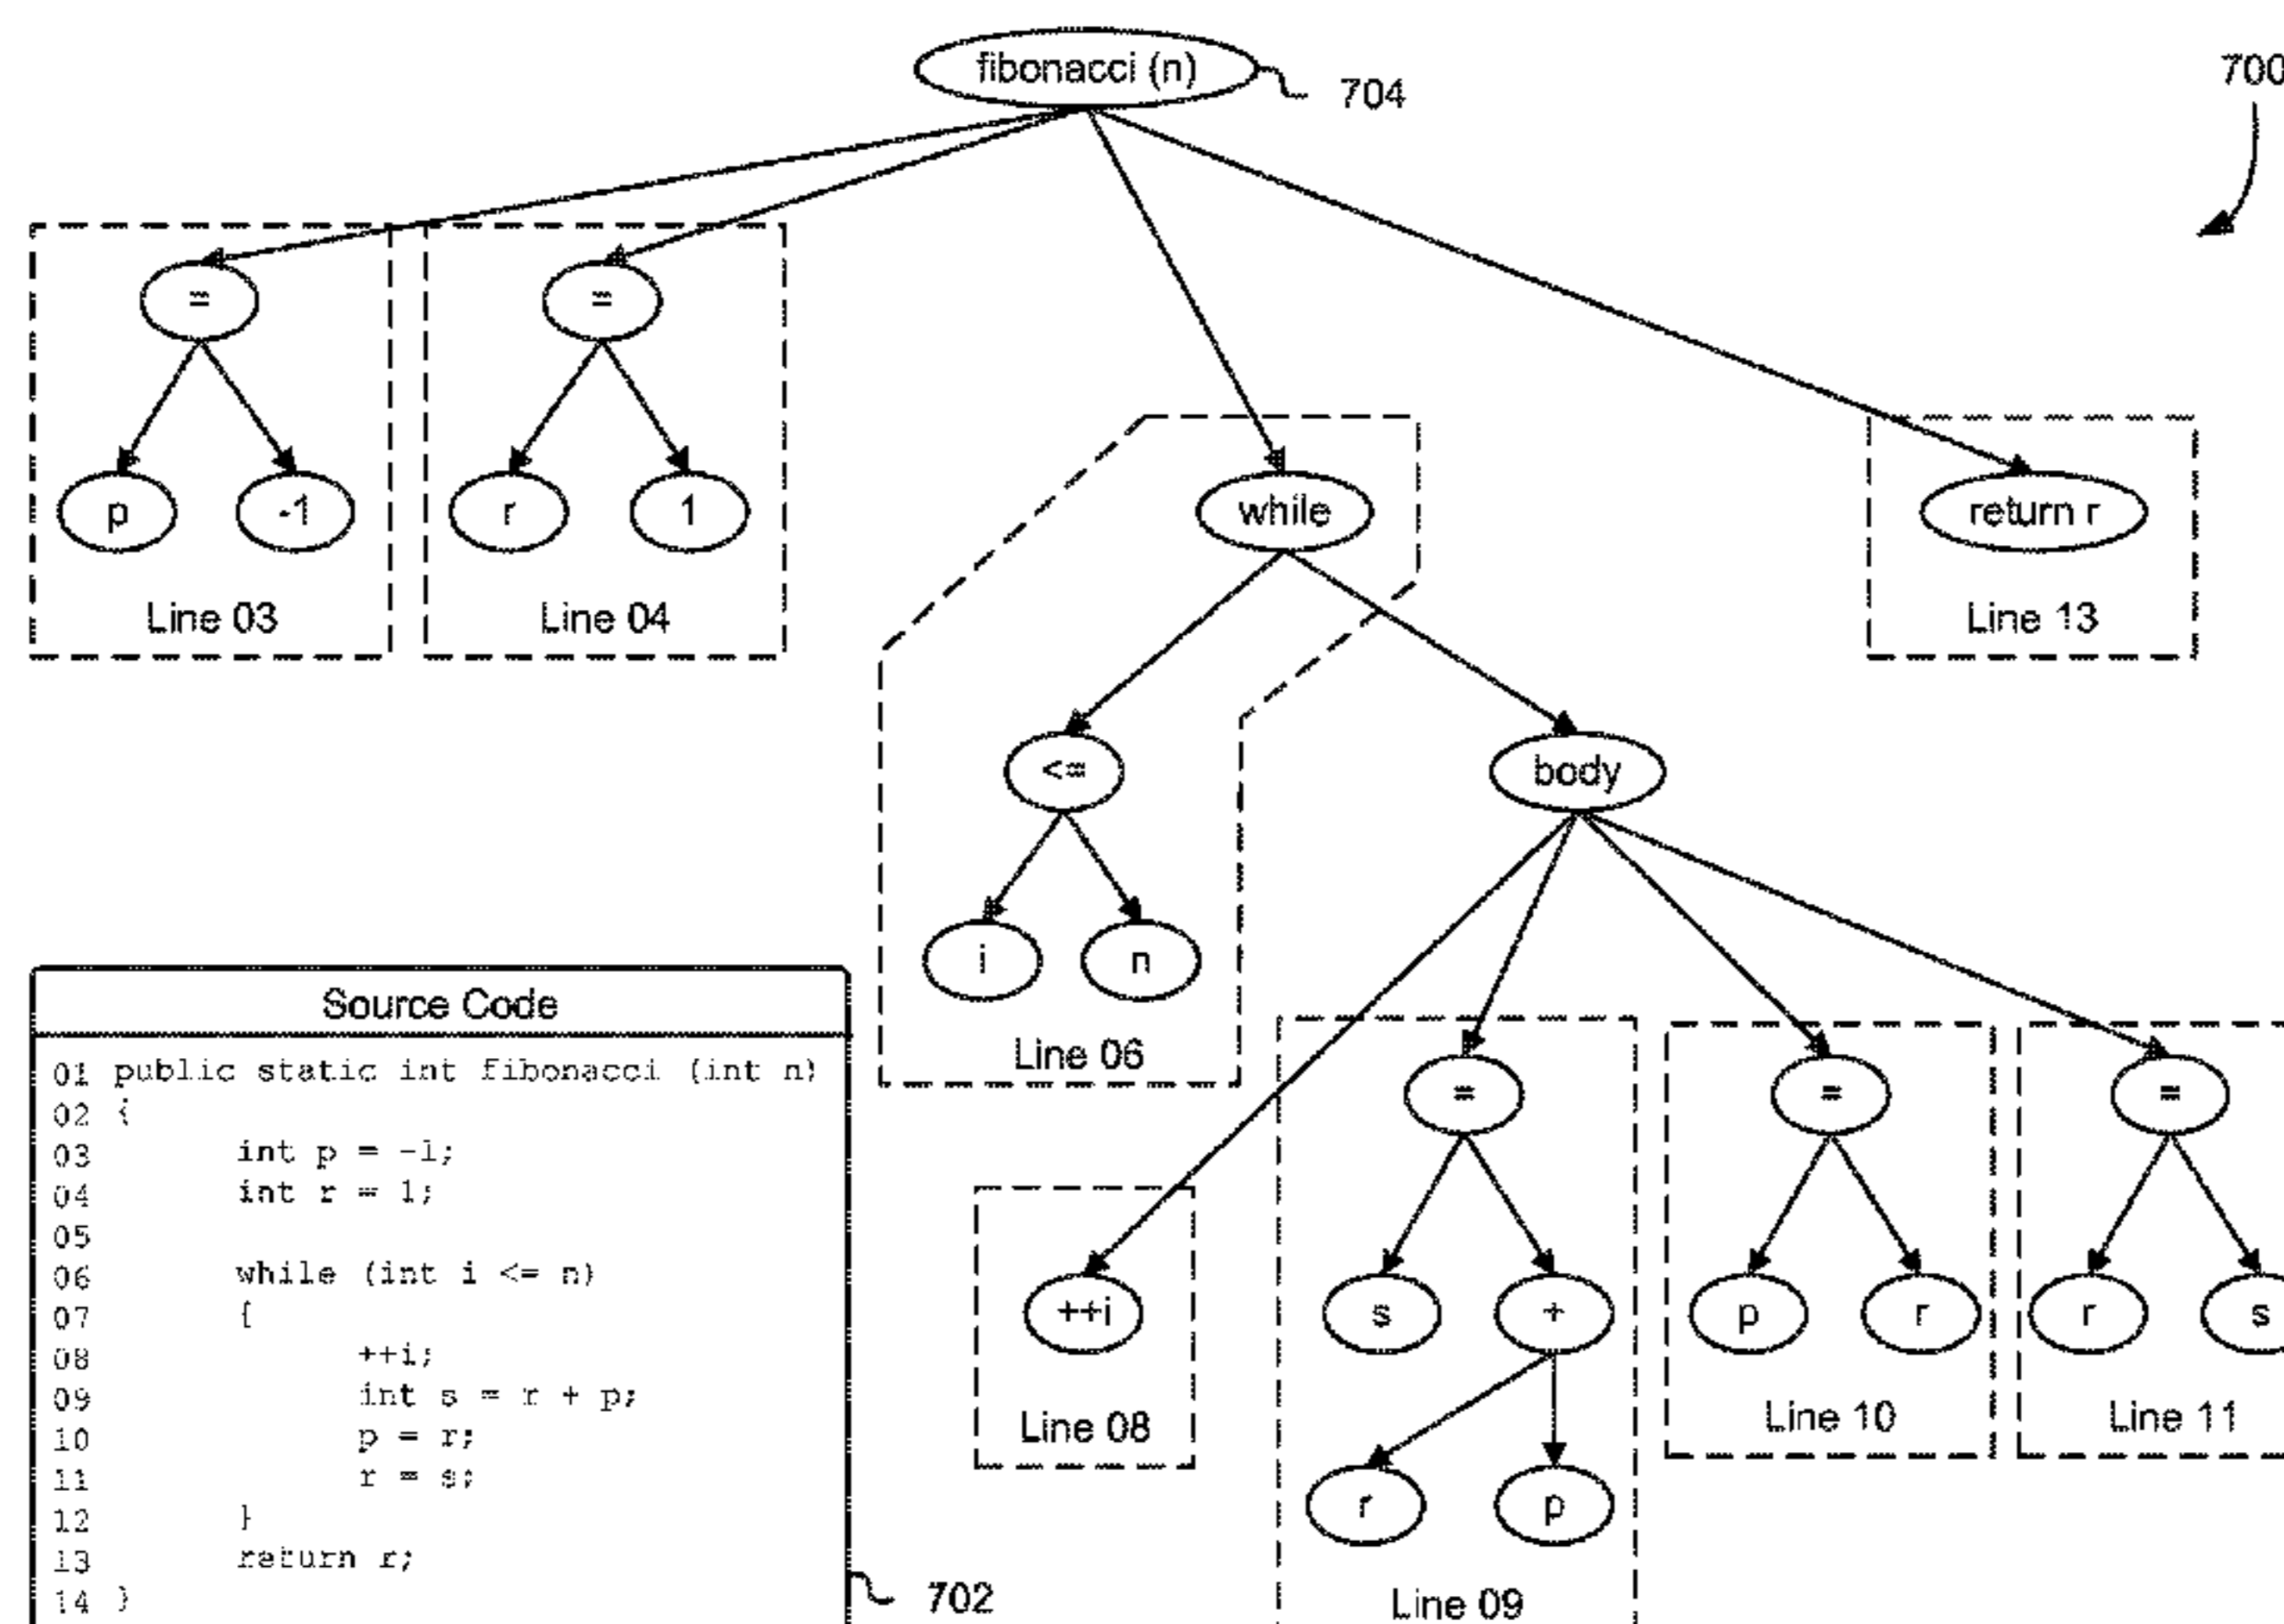 fibonacci (n)
704
700
=
=
p
-1
r
1
while
return r
Line 03
Line 04
Line 13
<=
body
i
n
Line 06
=
=
=
++i
s
+
p
r
r
s
Line 08
Line 10
Line 11
r
p
Line 09
Source Code
01 public static int fibonacci (int n)
02 {
03 int p = -1;
04 int r = 1;
05
06 while (int i <= n)
07 {
08 ++i;
09 int s = r + p;
10 p = r;
11 r = s;
12 }
13 return r;
14 }
702